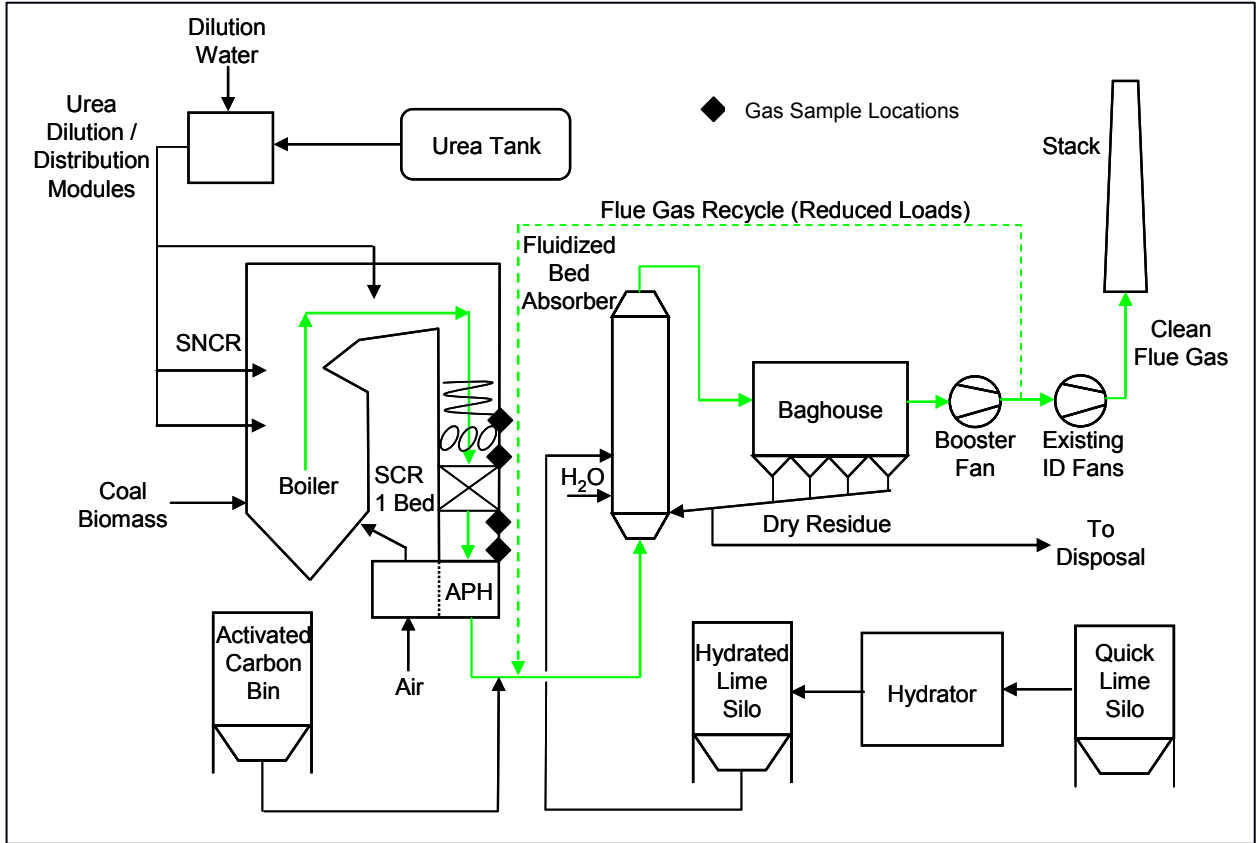 Dilution
Water
Urea
Dilution /
Distribution
Modules
Urea Tank
Gas Sample Locations
Stack
Flue Gas Recycle (Reduced Loads)
Fluidized
Bed
Absorber
SNCR
Clean
Flue Gas
Baghouse
Booster
Fan
Existing
ID Fans
Coal
Biomass
Boiler
SCR
1 Bed
H₂O
Dry Residue
To
Disposal
APH
Air
Activated
Carbon
Bin
Hydrated
Lime
Silo
Hydrator
Quick
Lime
Silo